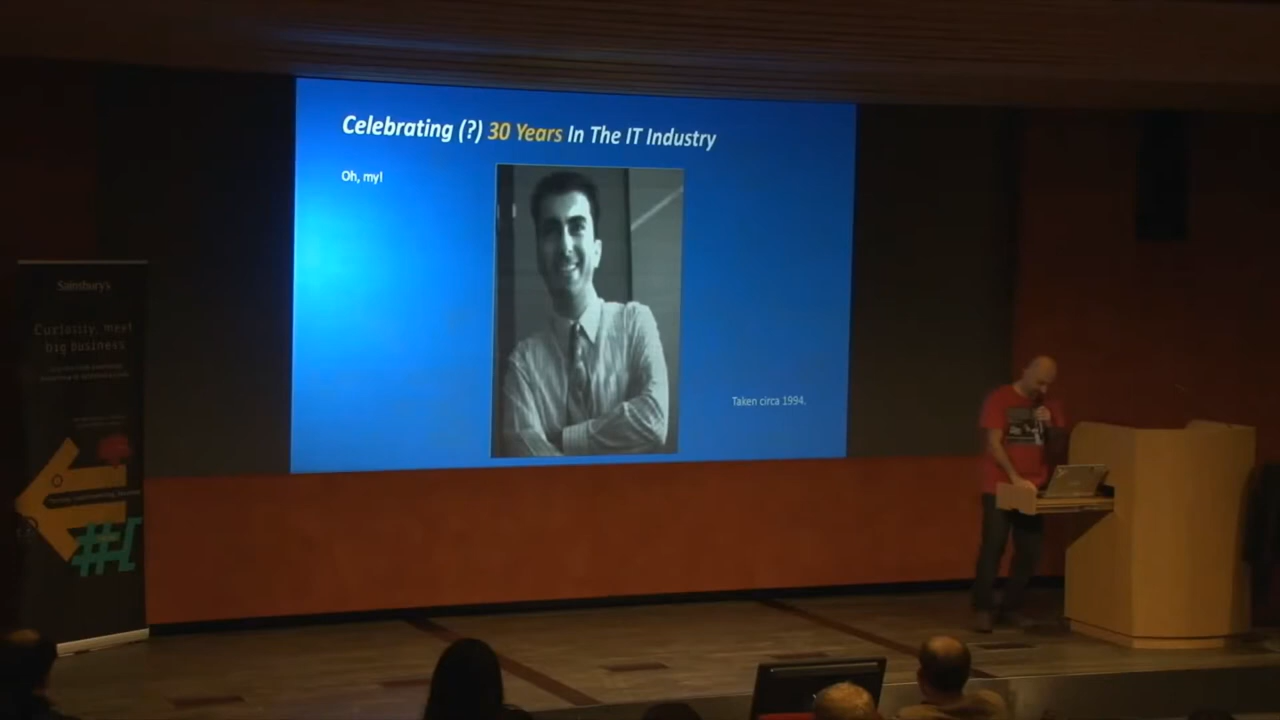 Celebrating (?) 30 Years In The IT Industry
Oh, my!
Taken circa 1994.
Sainsbury's
Curiosity, meet
big business